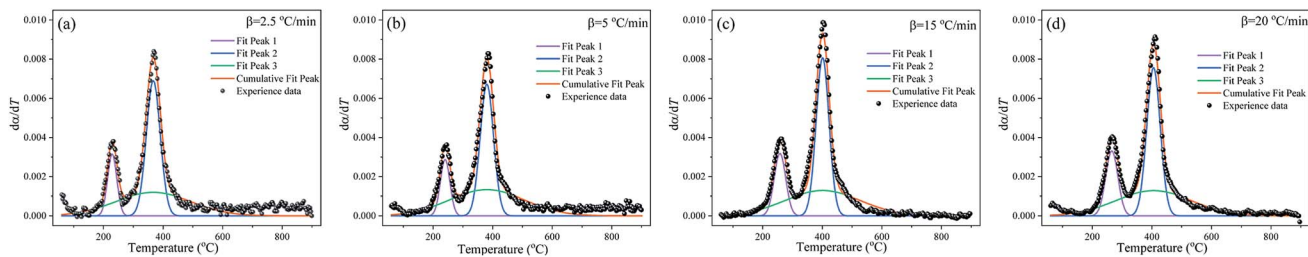 (a)
β=2.5 °C/min
Fit Peak 1
Fit Peak 2
Fit Peak 3
Cumulative Fit Peak
Experience data
dα/dT
0.010
0.008
0.006
0.004
0.002
0.000
200 400 600 800
Temperature (°C)
(b)
β=5 °C/min
Fit Peak 1
Fit Peak 2
Fit Peak 3
Cumulative Fit Peak
Experience data
dα/dT
0.010
0.008
0.006
0.004
0.002
0.000
200 400 600 800
Temperature (°C)
(c)
β=15 °C/min
Fit Peak 1
Fit Peak 2
Fit Peak 3
Cumulative Fit Peak
Experience data
dα/dT
0.010
0.008
0.006
0.004
0.002
0.000
200 400 600 800
Temperature (°C)
(d)
β=20 °C/min
Fit Peak 1
Fit Peak 2
Fit Peak 3
Cumulative Fit Peak
Experience data
dα/dT
0.010
0.008
0.006
0.004
0.002
0.000
200 400 600 800
Temperature (°C)